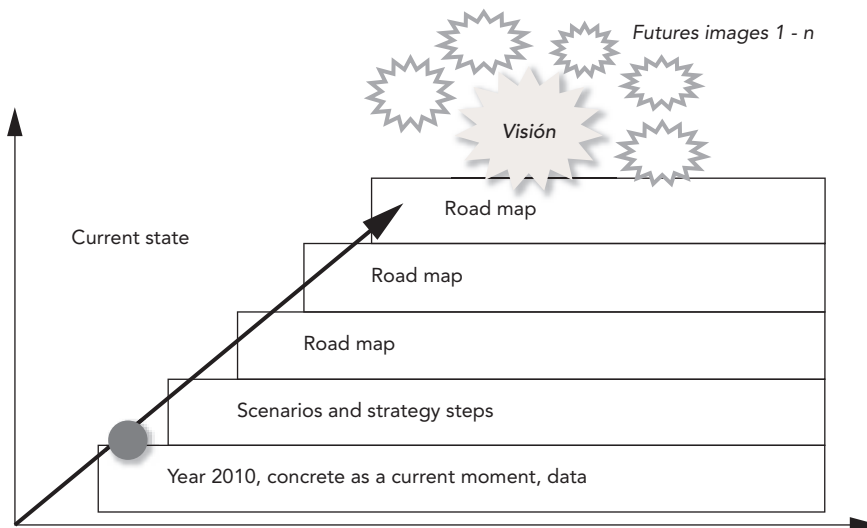 Futures images 1 - n
Visión
Road map
Current state
Road map
Road map
Scenarios and strategy steps
Year 2010, concrete as a current moment, data